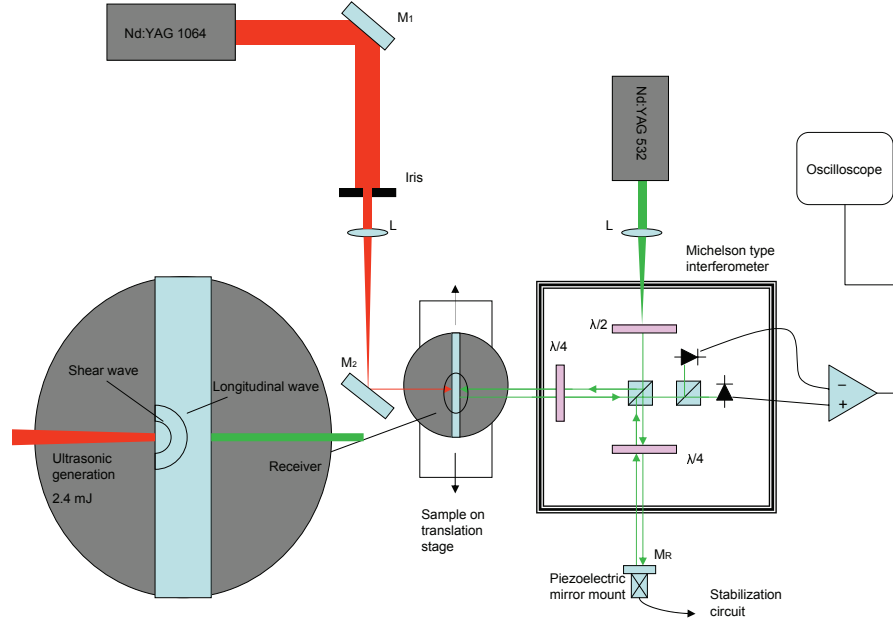 Nd:YAG 1064
M1
Nd:YAG 532
Iris
L
L
Oscilloscope
Michelson type
interferometer
λ/2
λ/4
M2
Shear wave
Longitudinal wave
−
+
Ultrasonic
generation
2.4 mJ
Receiver
λ/4
Sample on
translation
stage
MR
Piezoelectric
mirror mount
Stabilization
circuit